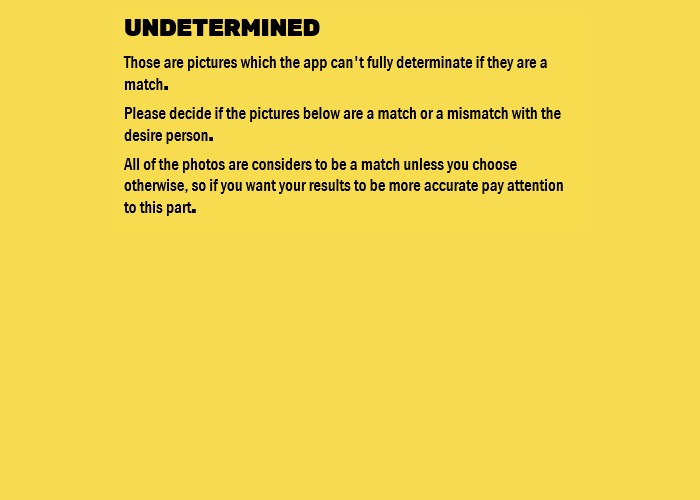 UNDETERMINED
Those are pictures which the app can't fully determinate if they are a
match.
Please decide if the pictures below are a match or a mismatch with the
desire person.
All of the photos are considers to be a match unless you choose
otherwise, so if you want your results to be more accurate pay attention
to this part.